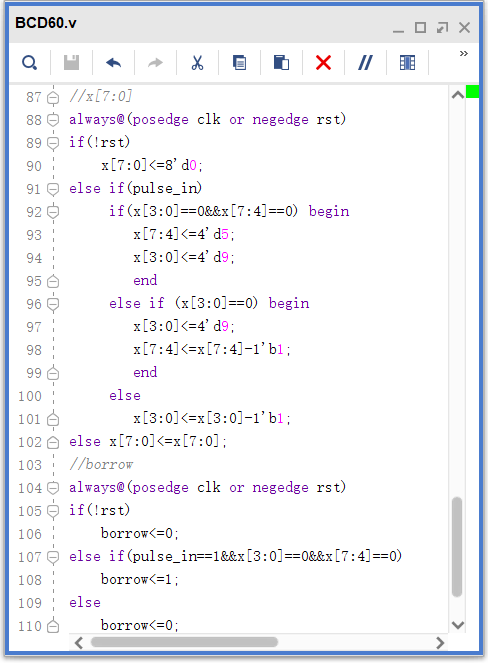 BCD60.v
»
87 //x[7:0]
88 always@(posedge clk or negedge rst)
89 if(!rst)
90 x[7:0]<=8'd0;
91 else if(pulse_in)
92 if(x[3:0]==0&&x[7:4]==0) begin
93 x[7:4]<=4'd5;
94 x[3:0]<=4'd9;
95 end
96 else if (x[3:0]==0) begin
97 x[3:0]<=4'd9;
98 x[7:4]<=x[7:4]-1'b1;
99 end
100 else
101 x[3:0]<=x[3:0]-1'b1;
102 else x[7:0]<=x[7:0];
103 //borrow
104 always@(posedge clk or negedge rst)
105 if(!rst)
106 borrow<=0;
107 else if(pulse_in==1&&x[3:0]==0&&x[7:4]==0)
108 borrow<=1;
109 else
110 borrow<=0;